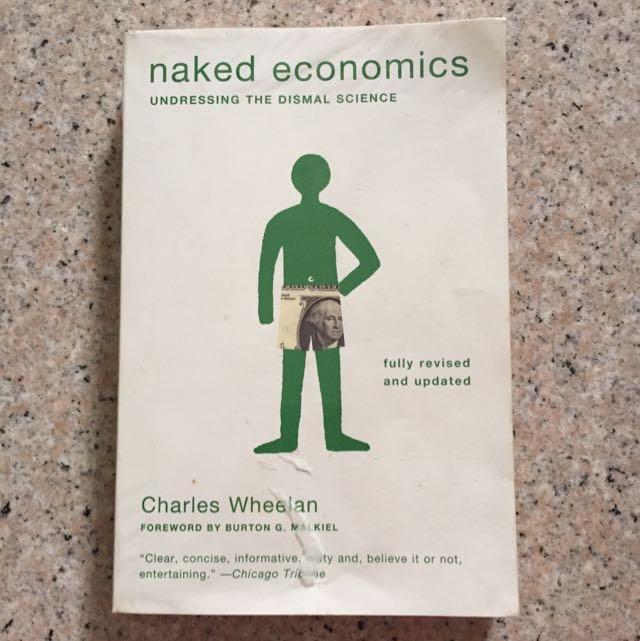 naked economics
UNDRESSING THE DISMAL SCIENCE
fully revised
and updated
Charles Wheelan
FOREWORD BY BURTON G. MALKIEL
"Clear, concise, informative, witty and, believe it or not,
entertaining." —Chicago Tribune